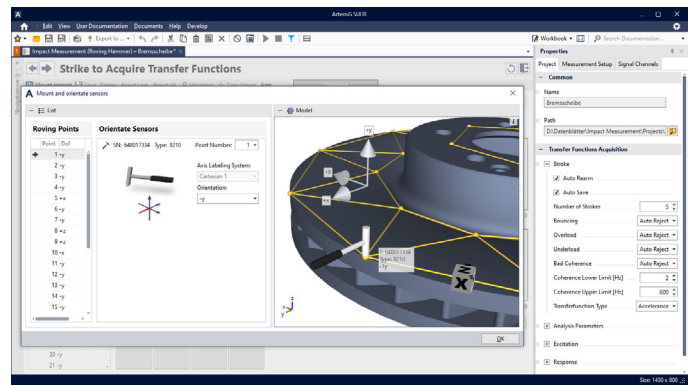 ArtemiS SUITE
Edit View User Documentation Documents Help Develop
Export to...
Workbook
Search Documentation...
Impact Measurement (Roving Hammer) – Bremsscheibe*
Strike to Acquire Transfer Functions
Mount and orientate sensors
List
Model
Roving Points
Orientate Sensors
Point Dof
SN: 648017334 Type: 8210
Point Number: 1
1 -y
2 -y
3 -y
4 -y
Axis Labeling System:
Cartesian 1
Orientation:
-y
6 -y
7 -y
10 -x
11 -y
12 -y
13 -y
14 -y
15 -y
+y
Type: 8210
OK
20 -y
21 -y
Properties
Project Measurement Setup Signal Channels
Common
Name
Bremsscheibe
Path
D:\Datenblätter\Impact Measurement\Projects\
Transfer Functions Acquisition
Stroke
Auto Rearm
Auto Save
Number of Strokes 5
Bouncing Auto Reject
Overload Auto Reject
Underload Auto Reject
Bad Coherence Auto Reject
Coherence Lower Limit [Hz] 2
Coherence Upper Limit [Hz] 600
Transferfunction Type Accelerance
Analysis Parameters
Excitation
Response
Size: 1430 x 800